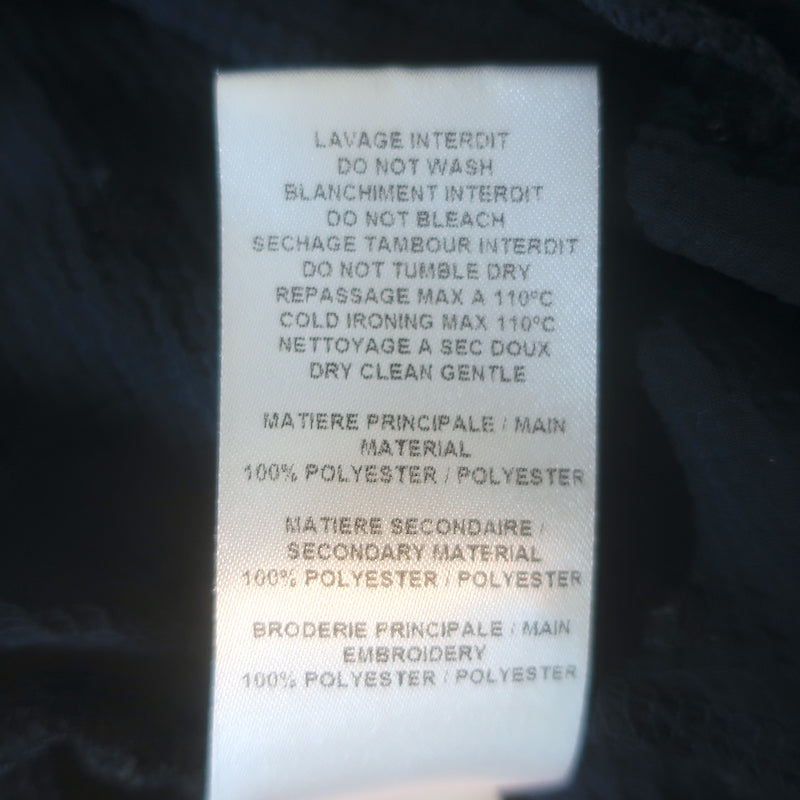 LAVAGE INTERDIT
DO NOT WASH
BLANCHIMENT INTERDIT
DO NOT BLEACH
SECHAGE TAMBOUR INTERDIT
DO NOT TUMBLE DRY
REPASSAGE MAX A 110°C
COLD IRONING MAX 110°C
NETTOYAGE A SEC DOUX
DRY CLEAN GENTLE
MATIERE PRINCIPALE / MAIN
MATERIAL
100% POLYESTER / POLYESTER
MATIERE SECONDAIRE /
SECONDARY MATERIAL
100% POLYESTER / POLYESTER
BRODERIE PRINCIPALE / MAIN
EMBROIDERY
100% POLYESTER / POLYESTER